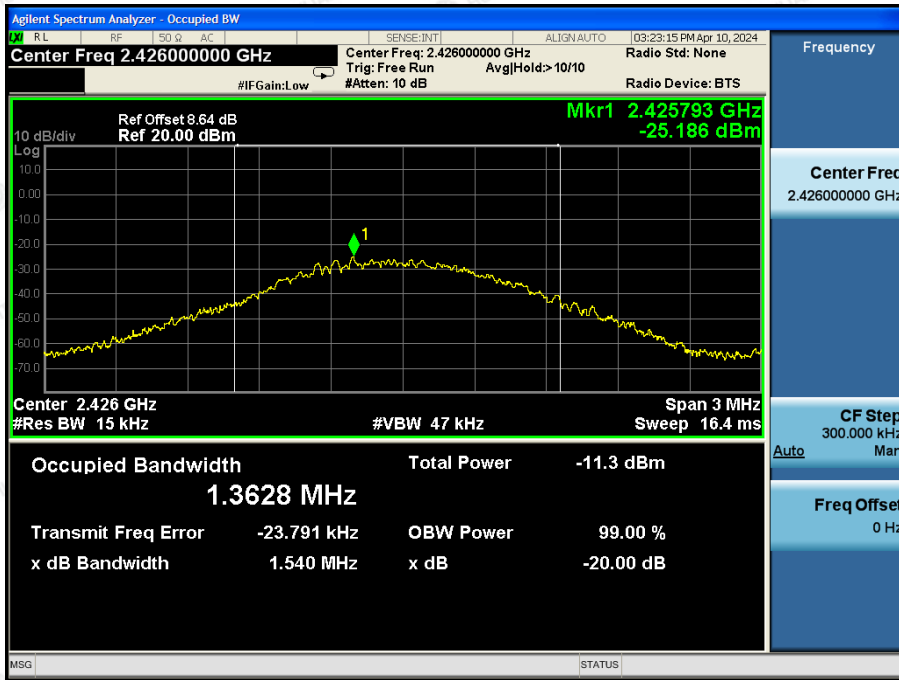 Agilent Spectrum Analyzer - Occupied BW
LXI RL RF 50 Ω AC SENSE:INT ALIGN AUTO 03:23:15 PM Apr 10, 2024
Center Freq 2.426000000 GHz
Center Freq: 2.426000000 GHz Radio Std: None
Trig: Free Run Avg|Hold:> 10/10
#IFGain:Low #Atten: 10 dB Radio Device: BTS
Frequency
Mkr1 2.425793 GHz
-25.186 dBm
Ref Offset 8.64 dB
10 dB/div Ref 20.00 dBm
Log
10.0
0.00
-10.0
-20.0
-30.0
-40.0
-50.0
-60.0
-70.0
1
Center 2.426 GHz Span 3 MHz
#Res BW 15 kHz #VBW 47 kHz Sweep 16.4 ms
Occupied Bandwidth Total Power -11.3 dBm
1.3628 MHz
Transmit Freq Error -23.791 kHz OBW Power 99.00 %
x dB Bandwidth 1.540 MHz x dB -20.00 dB
Center Freq
2.426000000 GHz
CF Step
300.000 kHz
Auto Man
Freq Offset
0 Hz
MSG STATUS